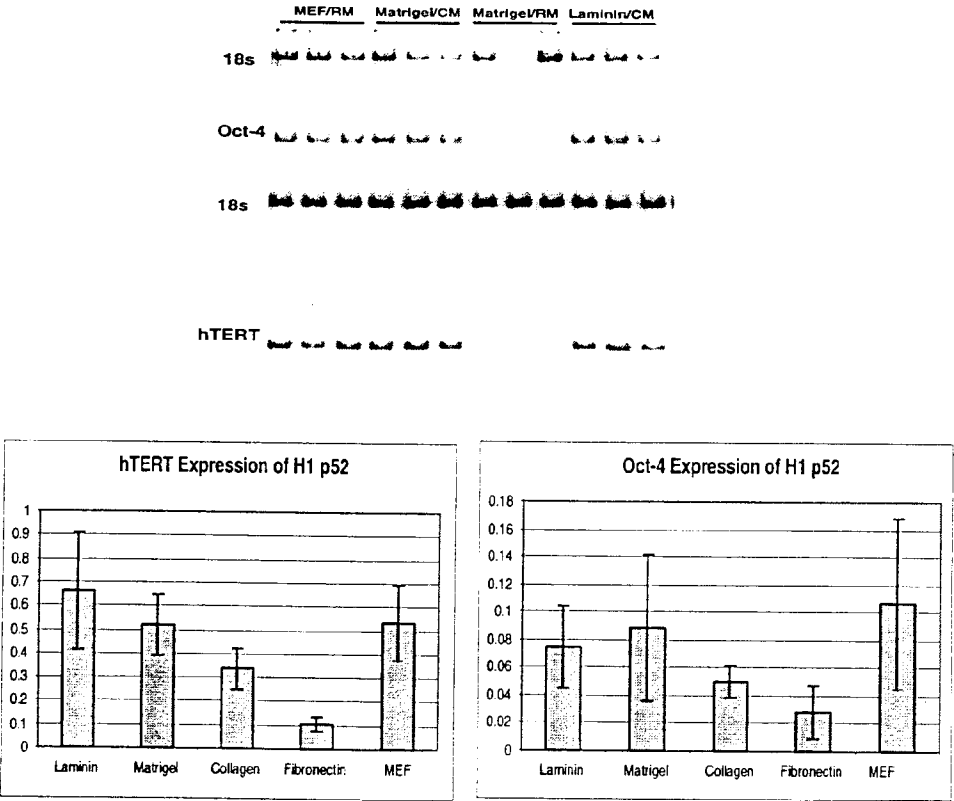 MEF/RM Matrigel/CM Matrigel/RM Laminin/CM
18s
Oct-4
18s
hTERT
hTERT Expression of H1 p52
1
0.9
0.8
0.7
0.6
0.5
0.4
0.3
0.2
0.1
0
Laminin Matrigel Collagen Fibronectin MEF
Oct-4 Expression of H1 p52
0.18
0.16
0.14
0.12
0.1
0.08
0.06
0.04
0.02
0
Laminin Matrigel Collagen Fibronectin MEF